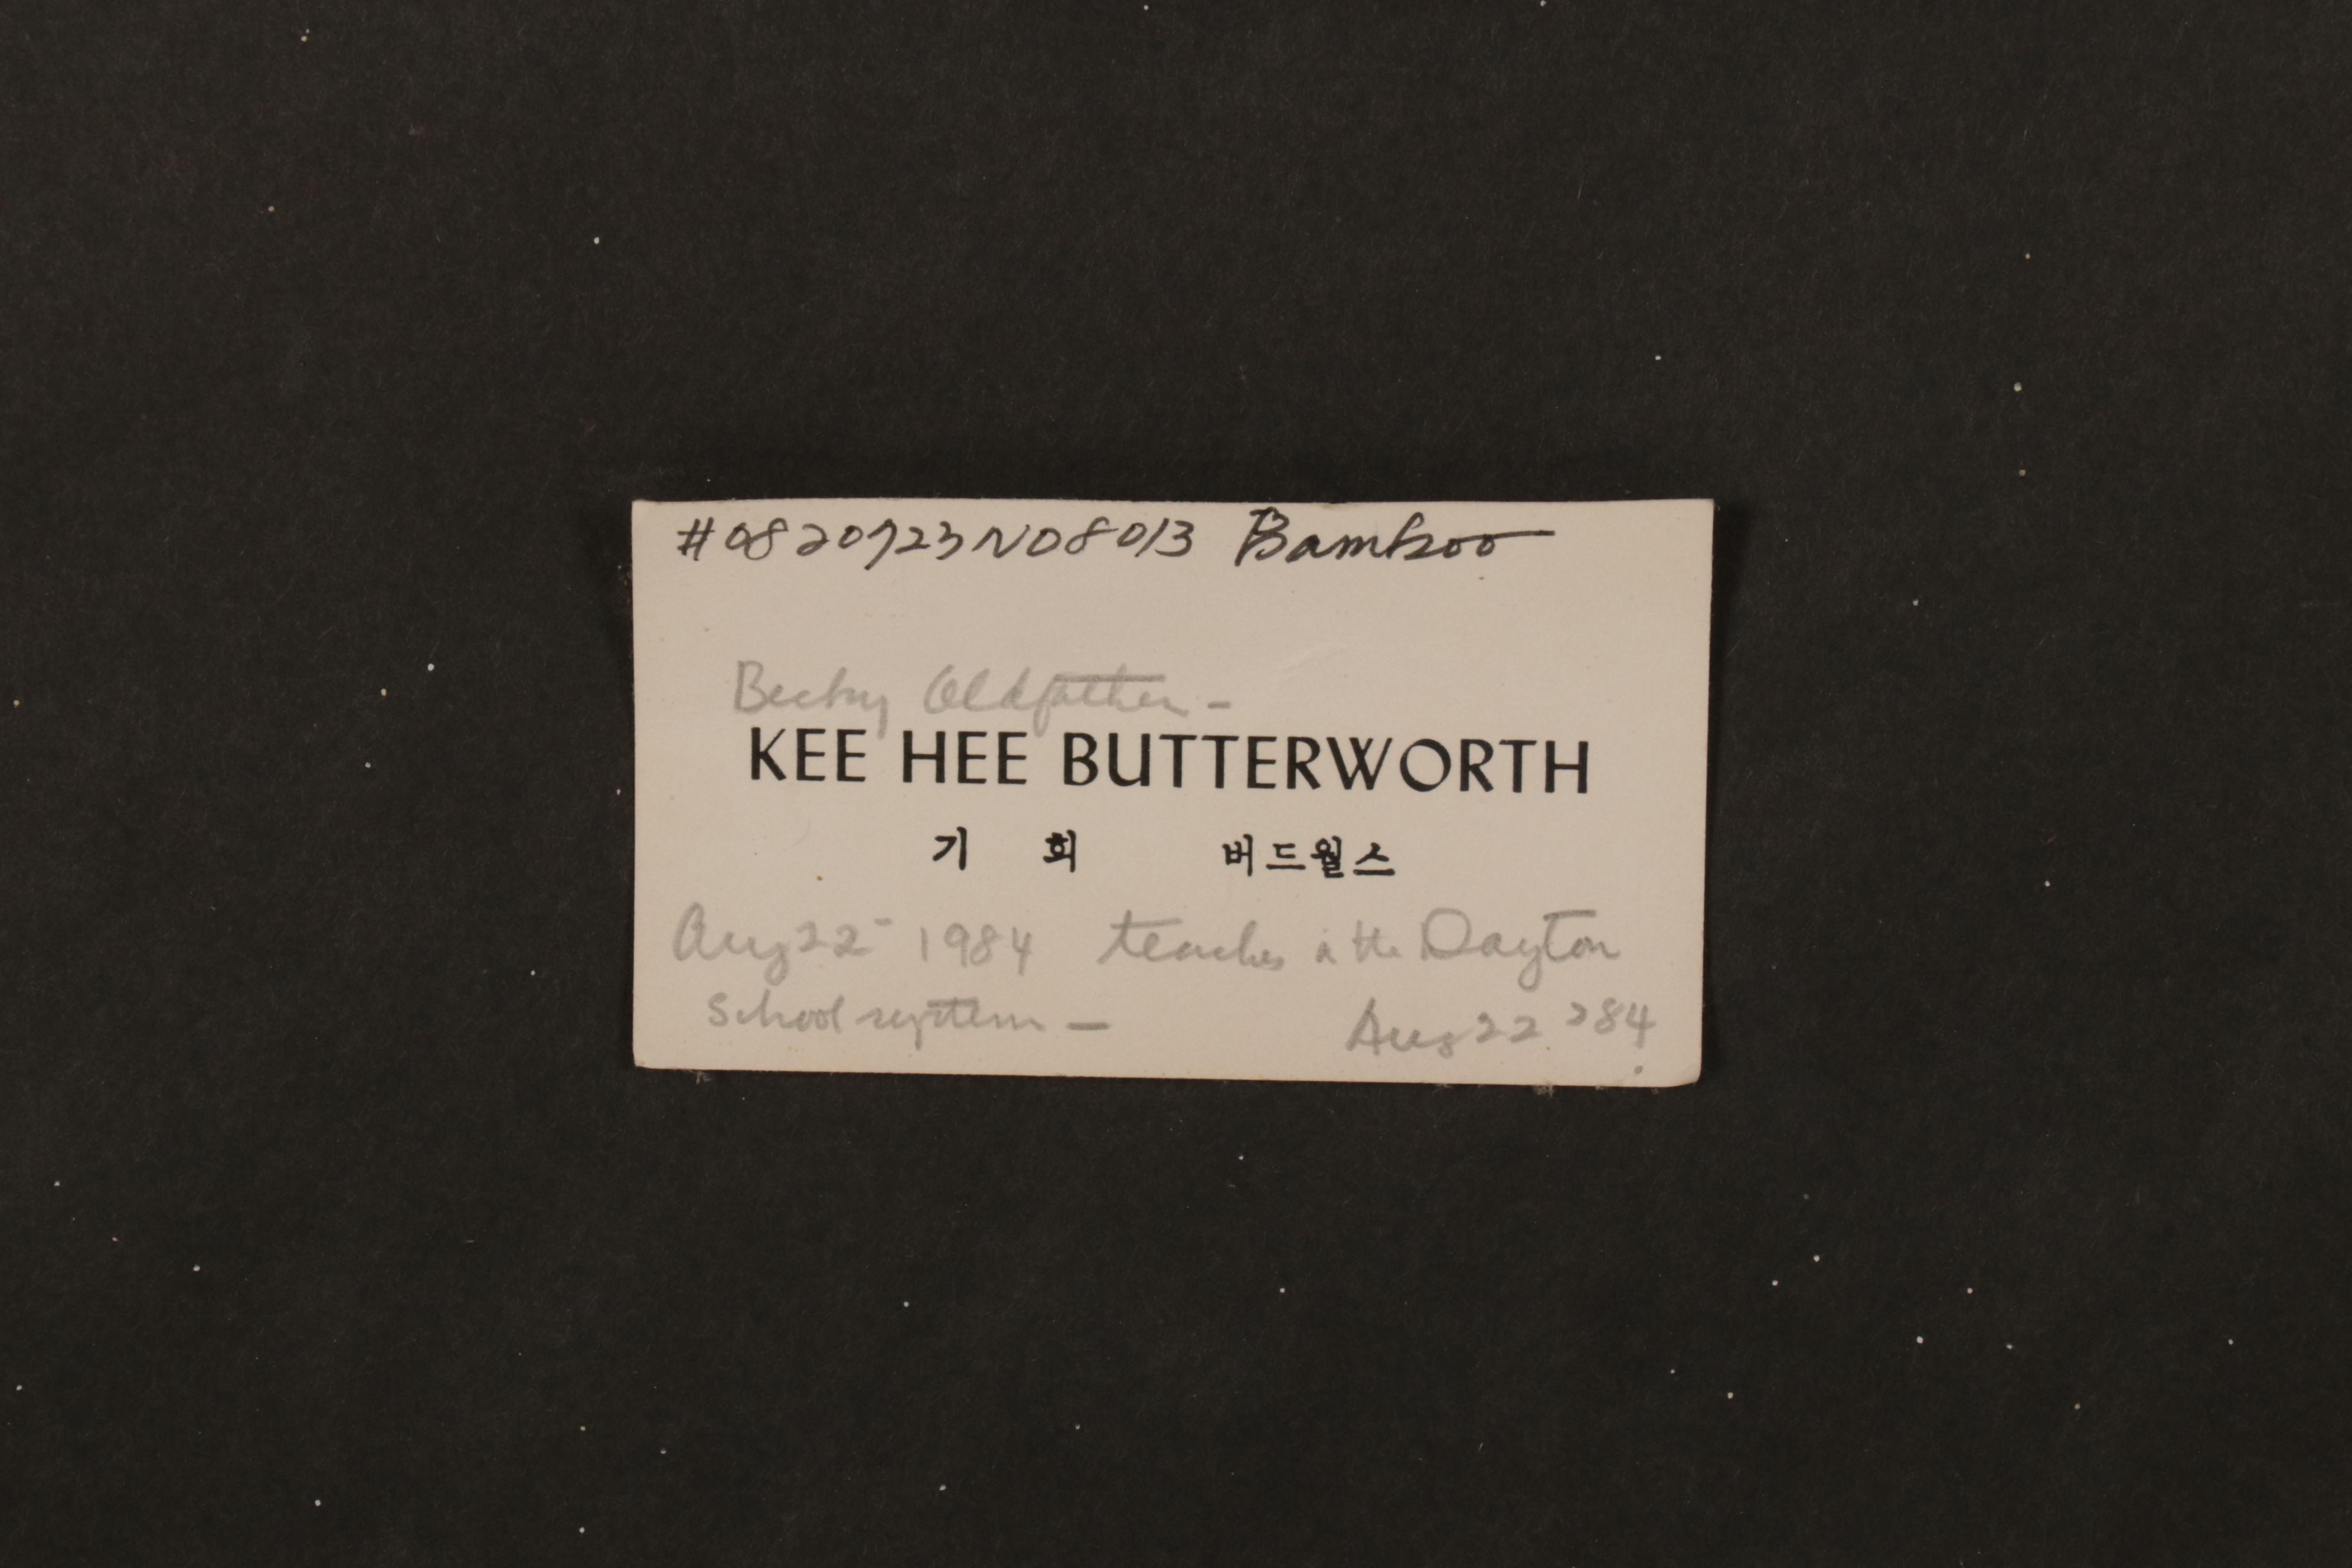 #0820723N08013 Bamboo
Becky Oldfather -
KEE HEE BUTTERWORTH
기 회 버드월스
Aug 22 - 1984 teaches in the Dayton
School system -
Aug 22 '84